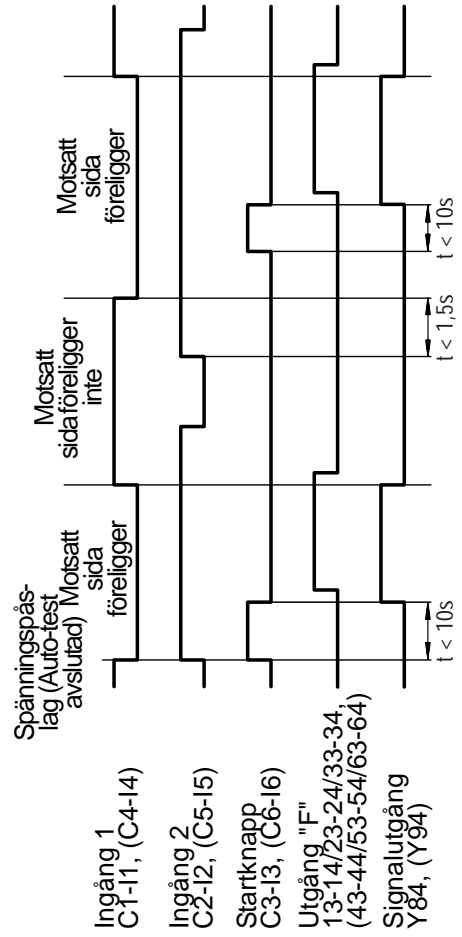 Spänningspås-
lag (Auto-test
avslutad)
Motsatt
sida
föreligger
Motsatt
sida föreligger
inte
Motsatt
sida
föreligger
Ingång 1
C1-I1, (C4-I4)
Ingång 2
C2-I2, (C5-I5)
Startknapp
C3-I3, (C6-I6)
Utgång "F"
13-14/23-24/33-34,
(43-44/53-54/63-64)
Signalutgång
Y84, (Y94)
t < 10s
t < 1,5s
t < 10s